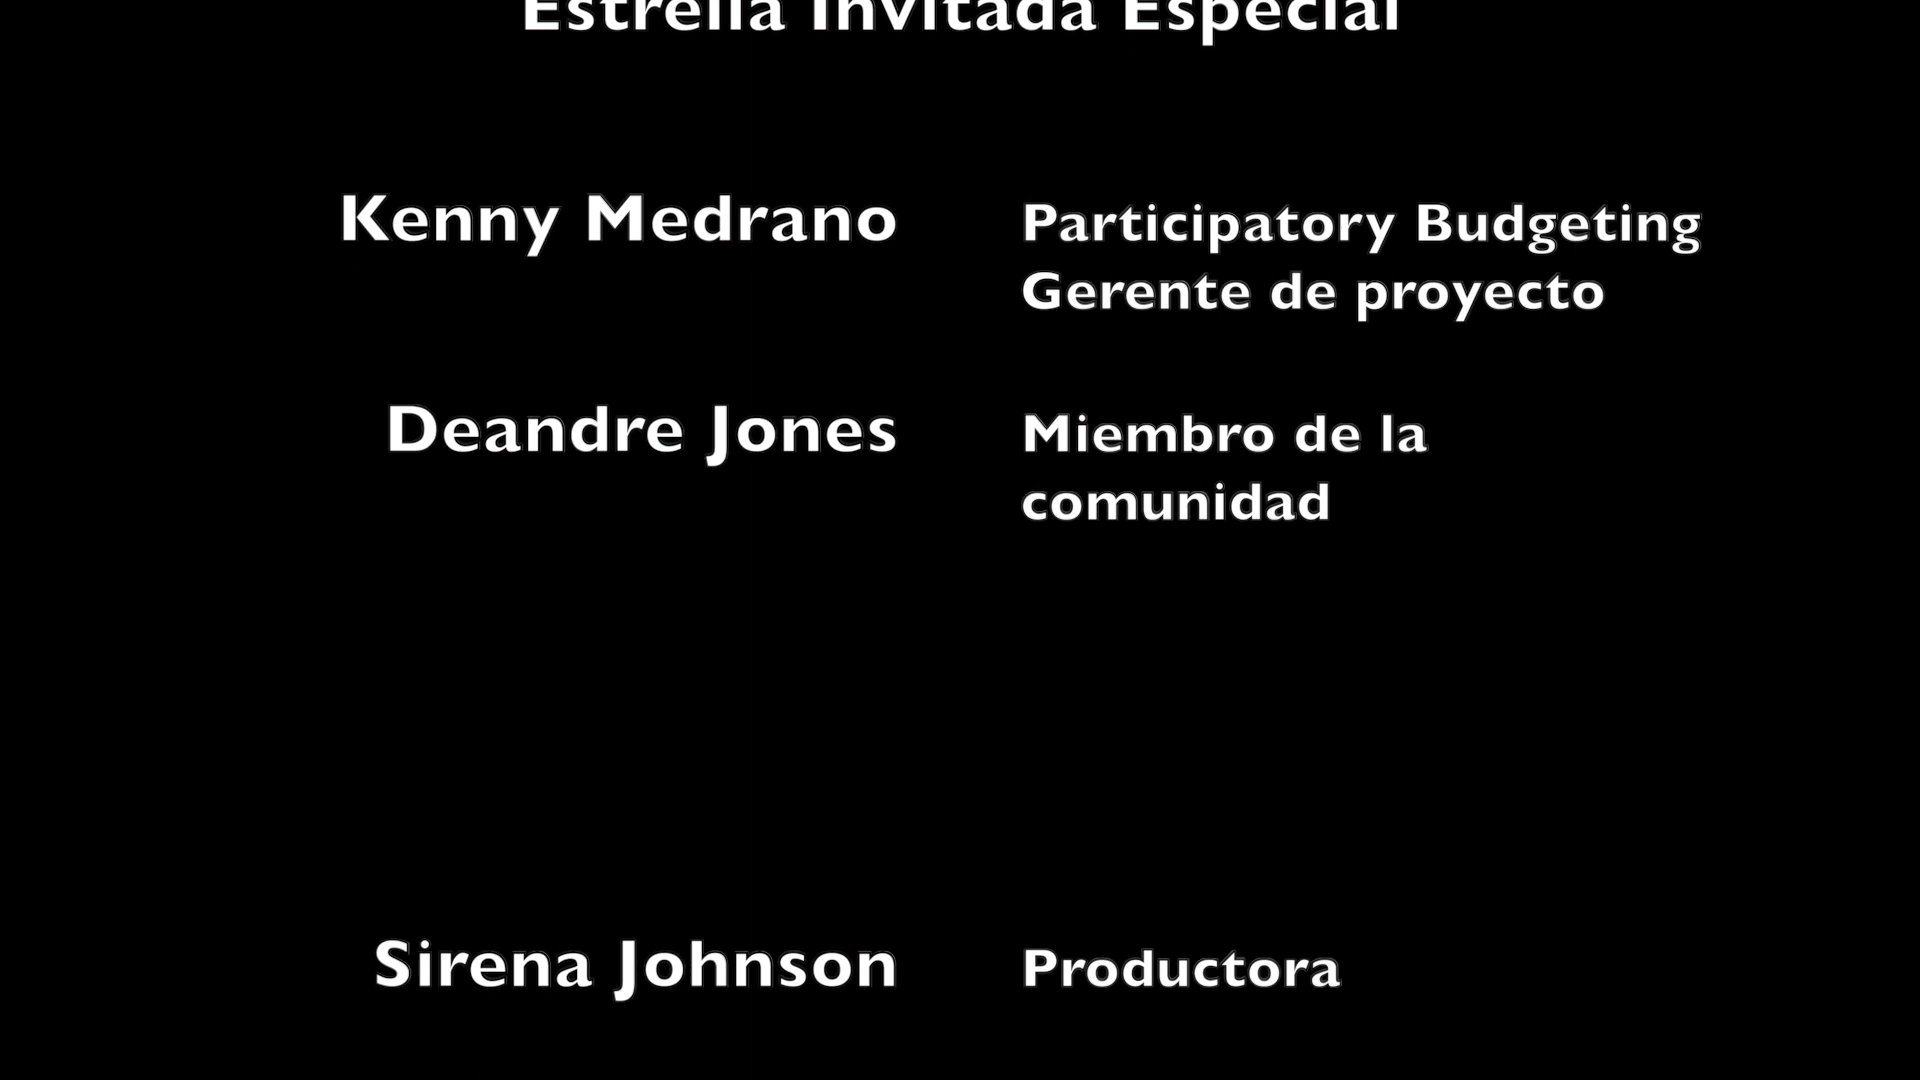 Estrella Invitada Especial
Kenny Medrano
Participatory Budgeting
Gerente de proyecto
Deandre Jones
Miembro de la
comunidad
Sirena Johnson
Productora